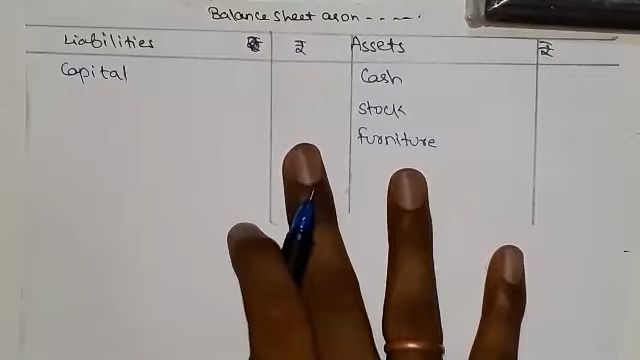 Balance sheet as on - - - - -
Liabilities ₹ ₹ Assets ₹
Capital Cash
stock
furniture